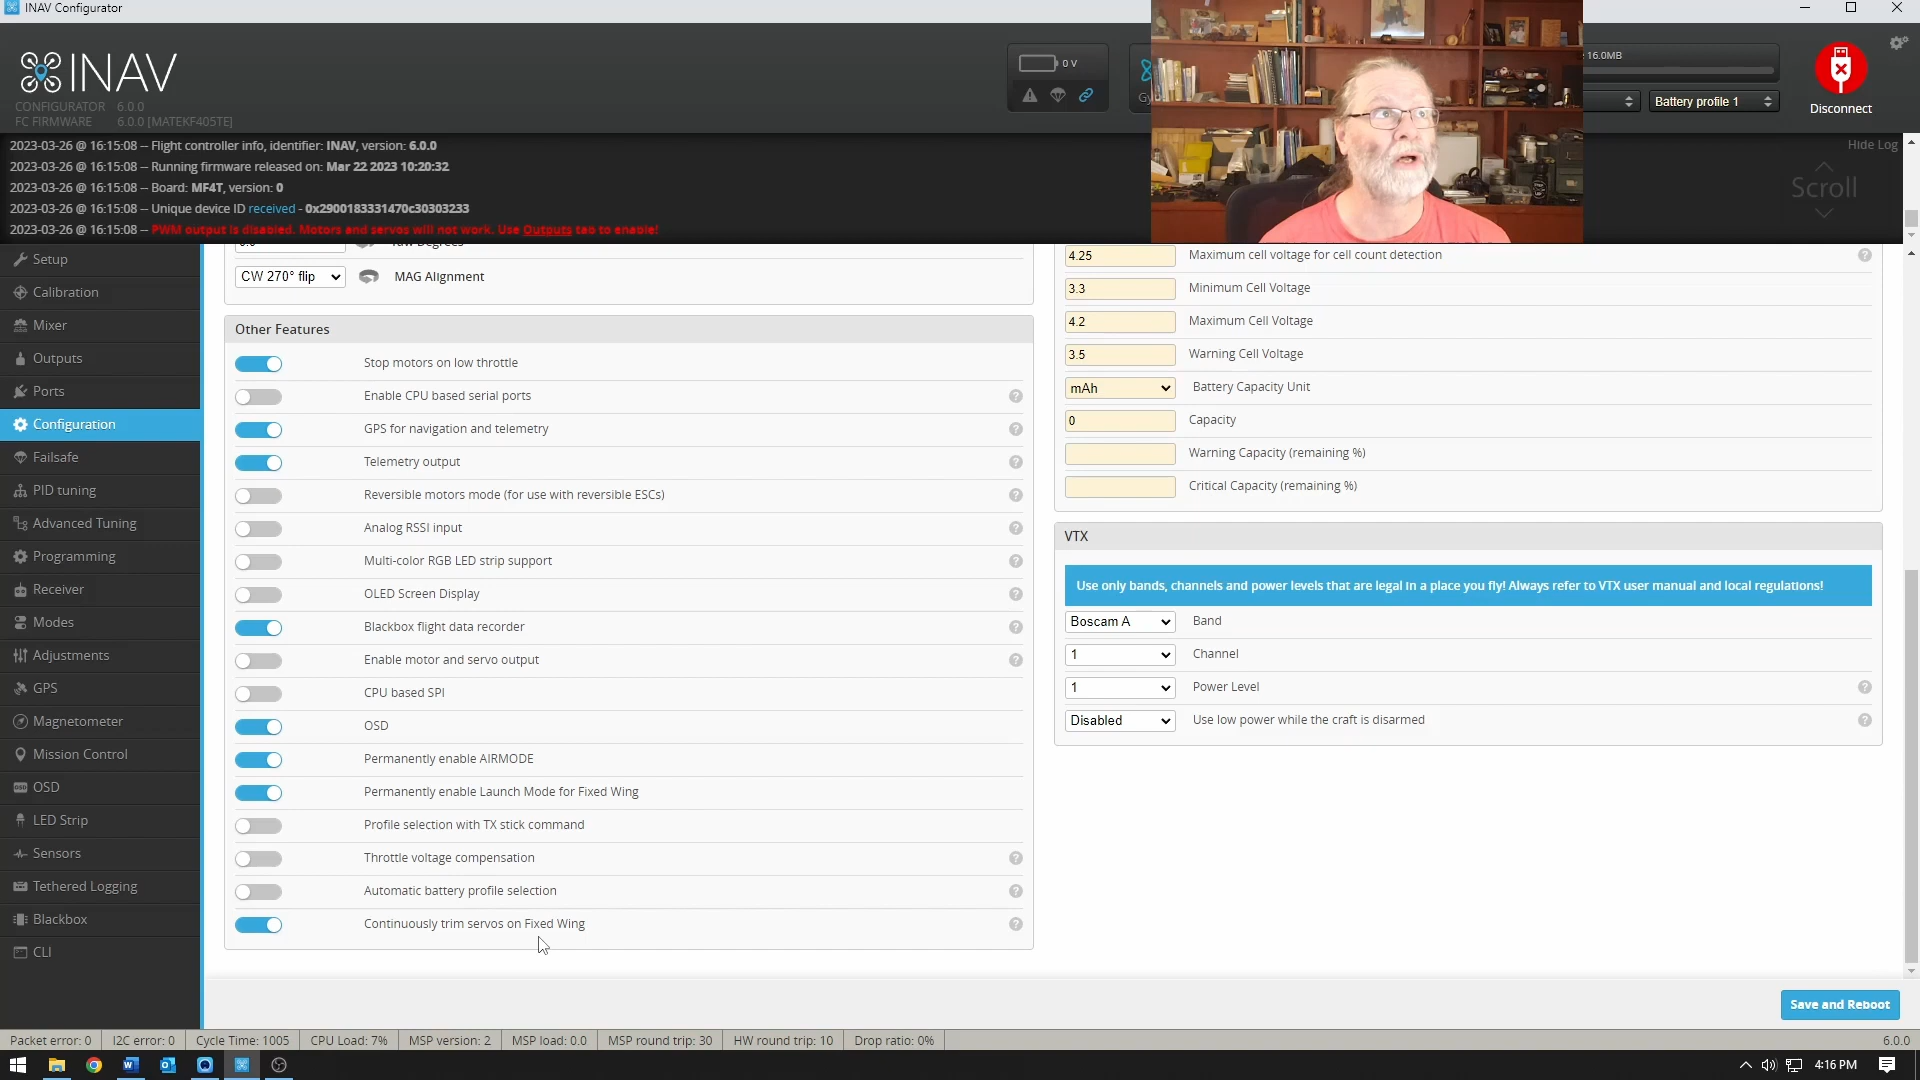 INAV Configurator
INAV
CONFIGURATOR 6.0.0
FC FIRMWARE 6.0.0 [MATEKF405TE]
0 V
16.0MB
Battery profile 1
Disconnect
2023-03-26 @ 16:15:08 -- Flight controller info, identifier: INAV, version: 6.0.0
2023-03-26 @ 16:15:08 -- Running firmware released on: Mar 22 2023 10:20:32
2023-03-26 @ 16:15:08 -- Board: MF4T, version: 0
2023-03-26 @ 16:15:08 -- Unique device ID received - 0x2900183331470c30303233
2023-03-26 @ 16:15:08 -- PWM output is disabled. Motors and servos will not work. Use Outputs tab to enable!
Hide Log
Scroll
Setup
Calibration
Mixer
Outputs
Ports
Configuration
Failsafe
PID tuning
Advanced Tuning
Programming
Receiver
Modes
Adjustments
GPS
Magnetometer
Mission Control
OSD
LED Strip
Sensors
Tethered Logging
Blackbox
CLI
CW 270° flip MAG Alignment
Other Features
Stop motors on low throttle
Enable CPU based serial ports
GPS for navigation and telemetry
Telemetry output
Reversible motors mode (for use with reversible ESCs)
Analog RSSI input
Multi-color RGB LED strip support
OLED Screen Display
Blackbox flight data recorder
Enable motor and servo output
CPU based SPI
OSD
Permanently enable AIRMODE
Permanently enable Launch Mode for Fixed Wing
Profile selection with TX stick command
Throttle voltage compensation
Automatic battery profile selection
Continuously trim servos on Fixed Wing
4.25 Maximum cell voltage for cell count detection
3.3 Minimum Cell Voltage
4.2 Maximum Cell Voltage
3.5 Warning Cell Voltage
mAh Battery Capacity Unit
0 Capacity
Warning Capacity (remaining %)
Critical Capacity (remaining %)
VTX
Use only bands, channels and power levels that are legal in a place you fly! Always refer to VTX user manual and local regulations!
Boscam A Band
1 Channel
1 Power Level
Disabled Use low power while the craft is disarmed
Save and Reboot
Packet error: 0 I2C error: 0 Cycle Time: 1005 CPU Load: 7% MSP version: 2 MSP load: 0.0 MSP round trip: 30 HW round trip: 10 Drop ratio: 0% 6.0.0
4:16 PM